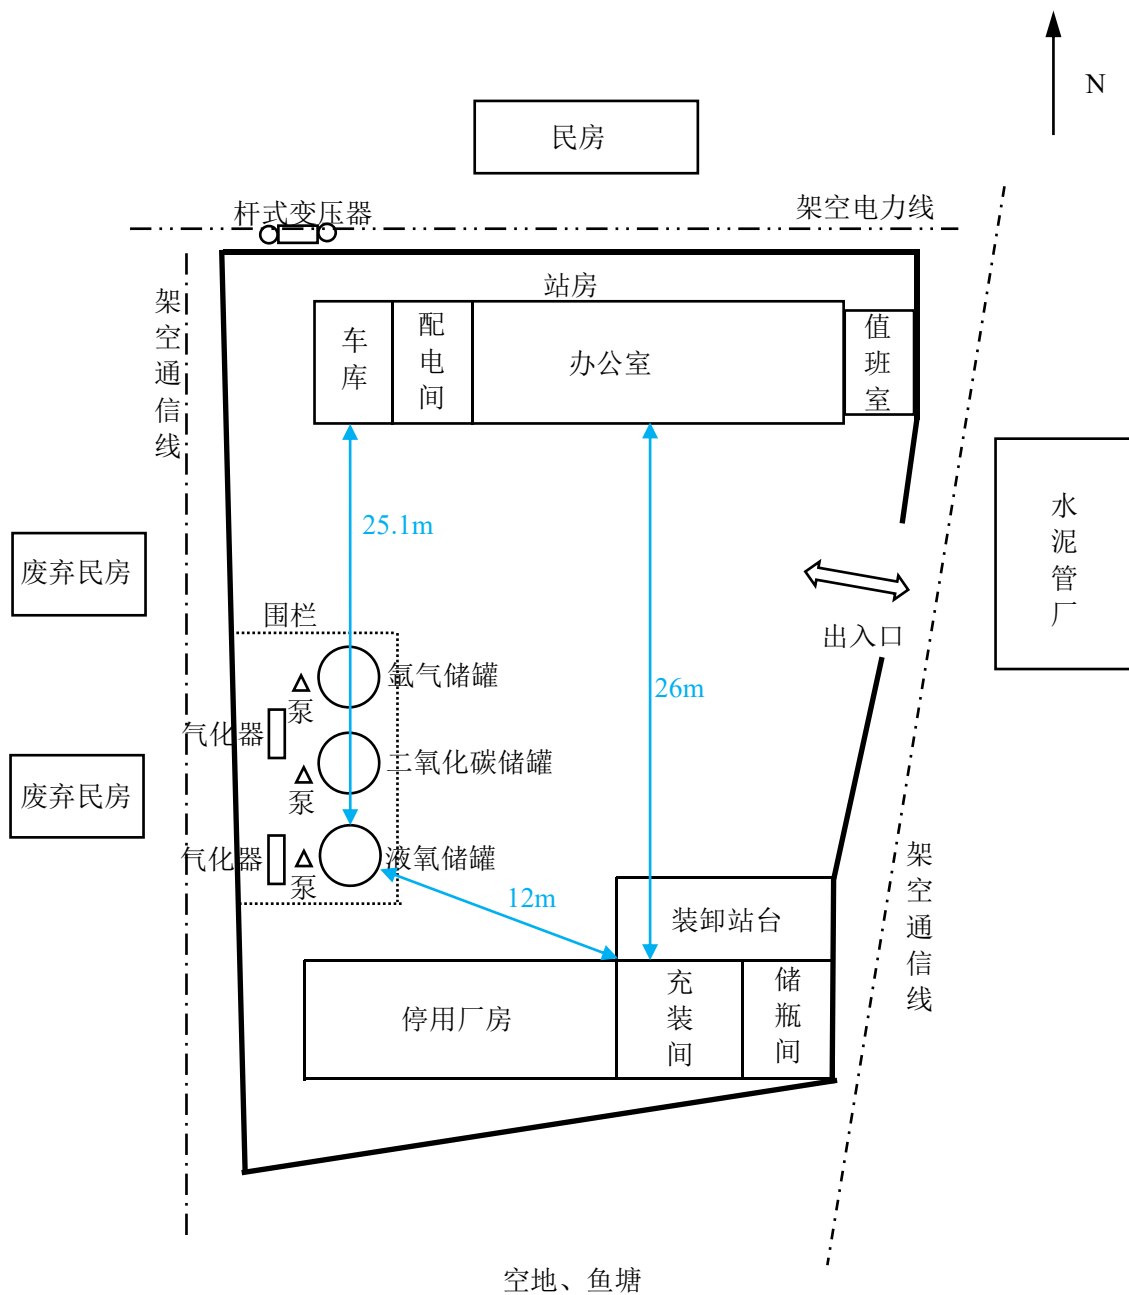 N
民房
杆式变压器
架空电力线
站房
架空通信线
车库
配电间
办公室
值班室
25.1m
水泥管厂
废弃民房
围栏
出入口
氩气储罐
26m
泵
气化器
二氧化碳储罐
废弃民房
泵
气化器
液氧储罐
泵
12m
架空通信线
装卸站台
停用厂房
充装间
储瓶间
空地、鱼塘